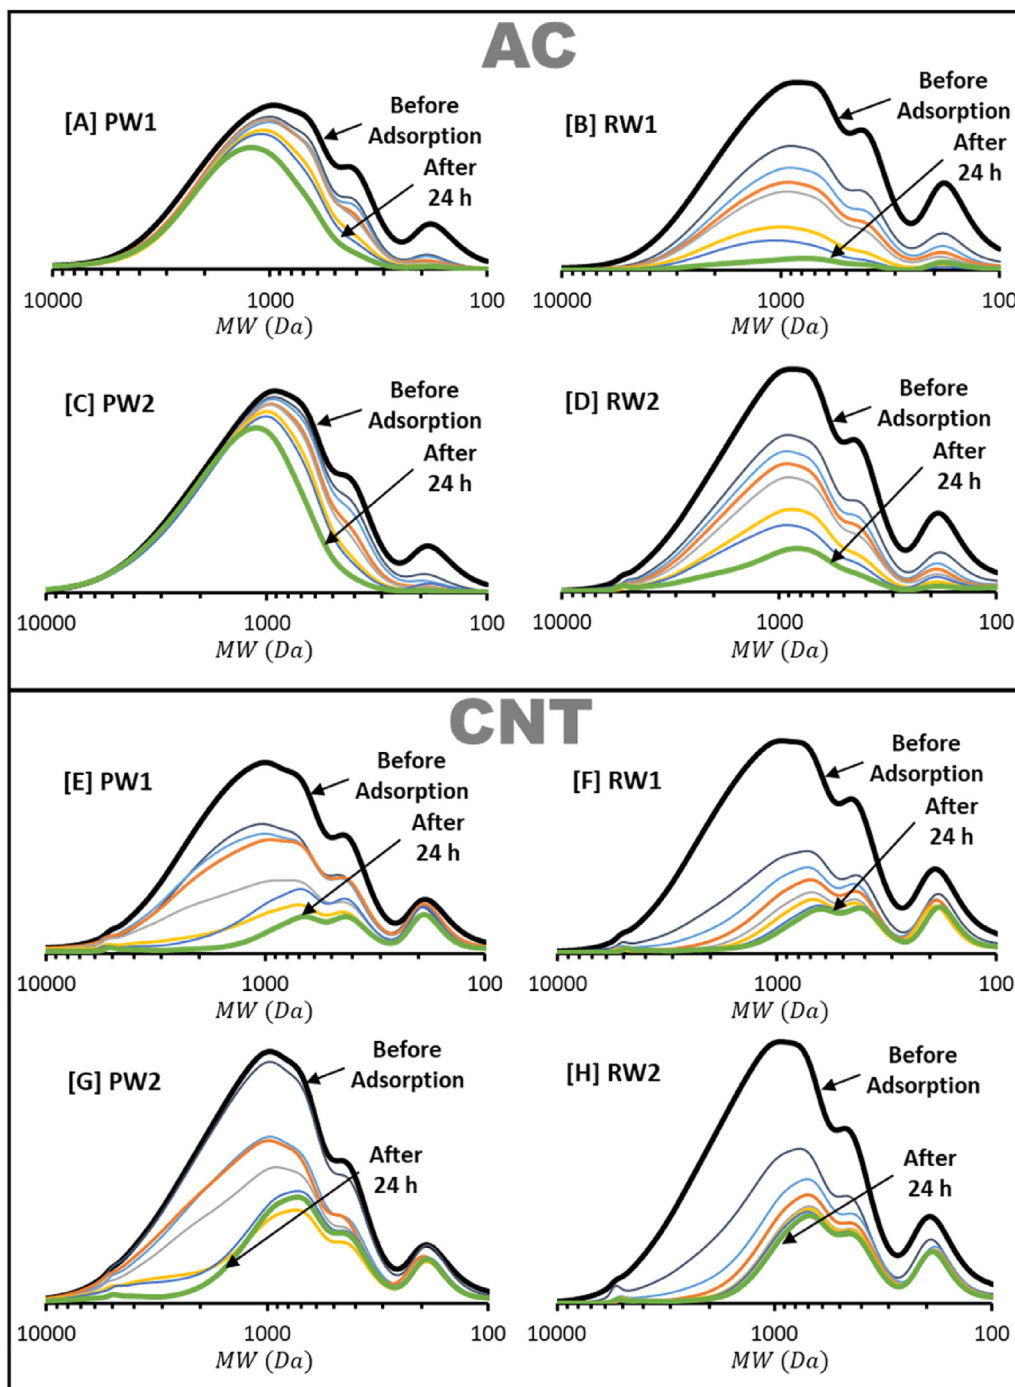 AC
[A] PW1
Before
Adsorption
After
24 h
10000 1000 100
MW (Da)
[B] RW1
Before
Adsorption
After
24 h
10000 1000 100
MW (Da)
[C] PW2
Before
Adsorption
After
24 h
10000 1000 100
MW (Da)
[D] RW2
Before
Adsorption
After
24 h
10000 1000 100
MW (Da)
CNT
[E] PW1
Before
Adsorption
After
24 h
10000 1000 100
MW (Da)
[F] RW1
Before
Adsorption
After
24 h
10000 1000 100
MW (Da)
[G] PW2
Before
Adsorption
After
24 h
10000 1000 100
MW (Da)
[H] RW2
Before
Adsorption
After
24 h
10000 1000 100
MW (Da)